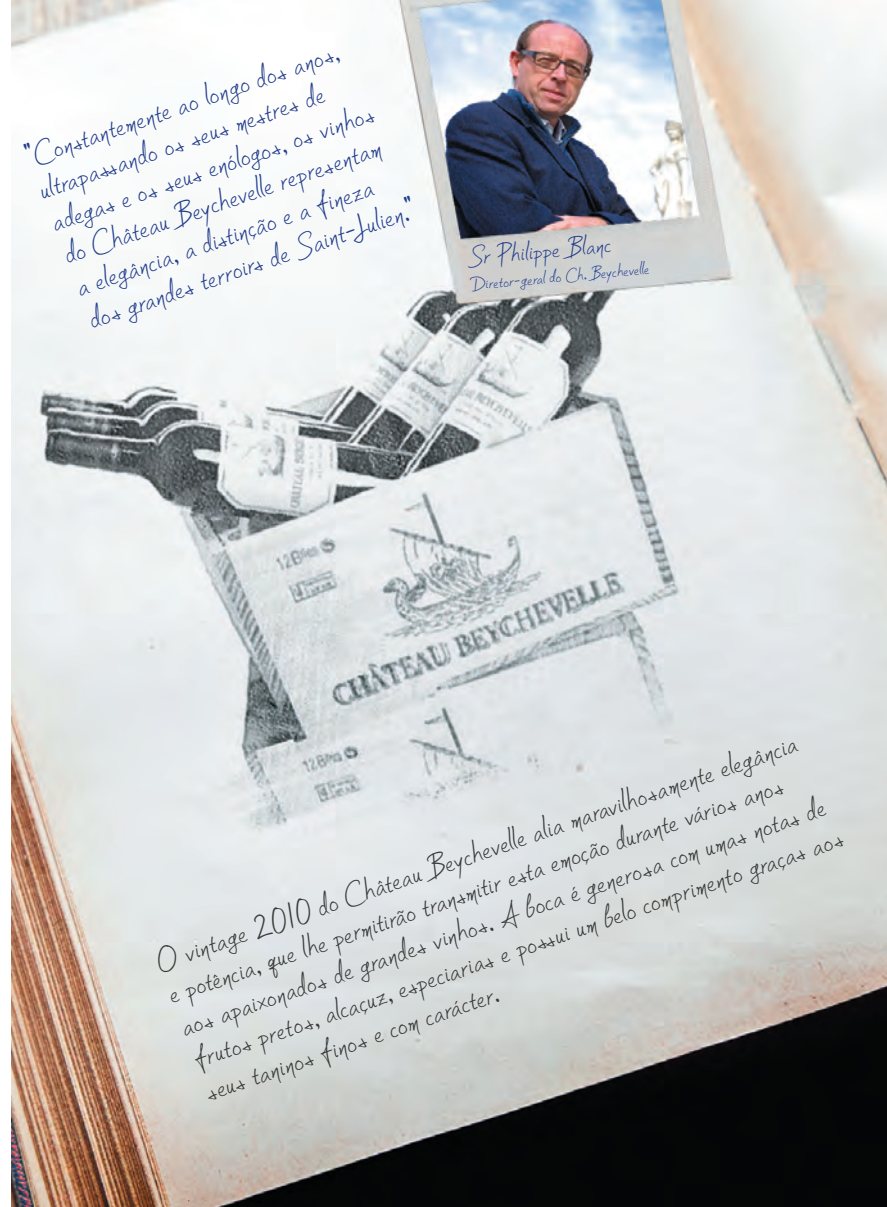 "Constantemente ao longo dos anos,
ultrapassando os seus mestres de
adegas e os seus enólogos, os vinhos
do Château Beychevelle representam
a elegância, a distinção e a fineza
dos grandes terroirs de Saint-Julien."
Sr Philippe Blanc
Diretor-geral do Ch. Beychevelle
12 Blles
CHÂTEAU BEYCHEVELLE
12 Blles
O vintage 2010 do Château Beychevelle alia maravilhosamente elegância
e potência, que lhe permitirão transmitir esta emoção durante vários anos
aos apaixonados de grandes vinhos. A boca é generosa com umas notas de
frutos pretos, alcaçuz, especiarias e possui um belo comprimento graças aos
seus taninos finos e com carácter.